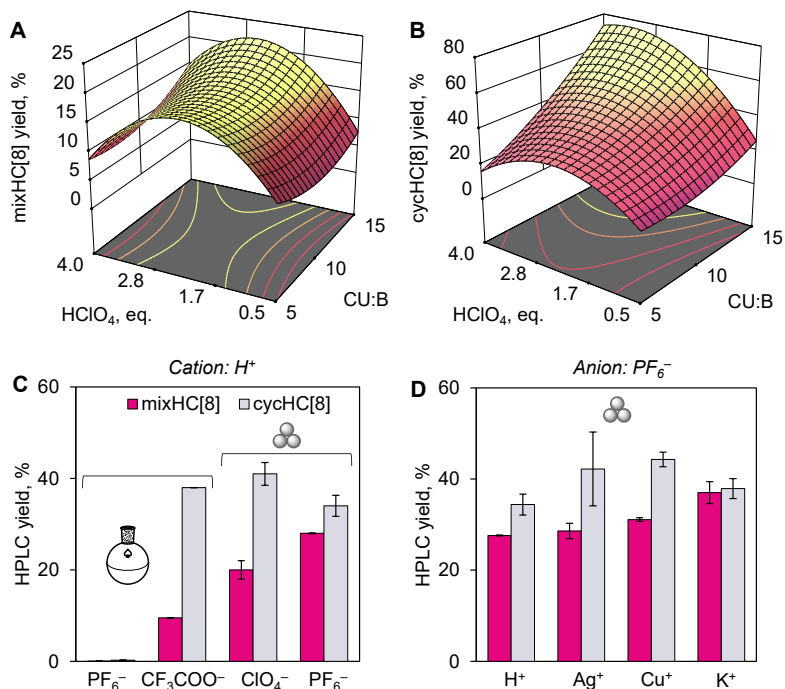 A
mixHC[8] yield, %
25
20
15
10
5
0
4.0
2.8
1.7
0.5
HClO₄, eq.
5
10
15
CU:B
B
cycHC[8] yield, %
80
60
40
20
0
4.0
2.8
1.7
0.5
HClO₄, eq.
5
10
15
CU:B
C
Cation: H⁺
HPLC yield, %
60
40
20
0
mixHC[8] cycHC[8]
PF₆⁻ CF₃COO⁻ ClO₄⁻ PF₆⁻
D
Anion: PF₆⁻
HPLC yield, %
60
40
20
0
H⁺ Ag⁺ Cu⁺ K⁺